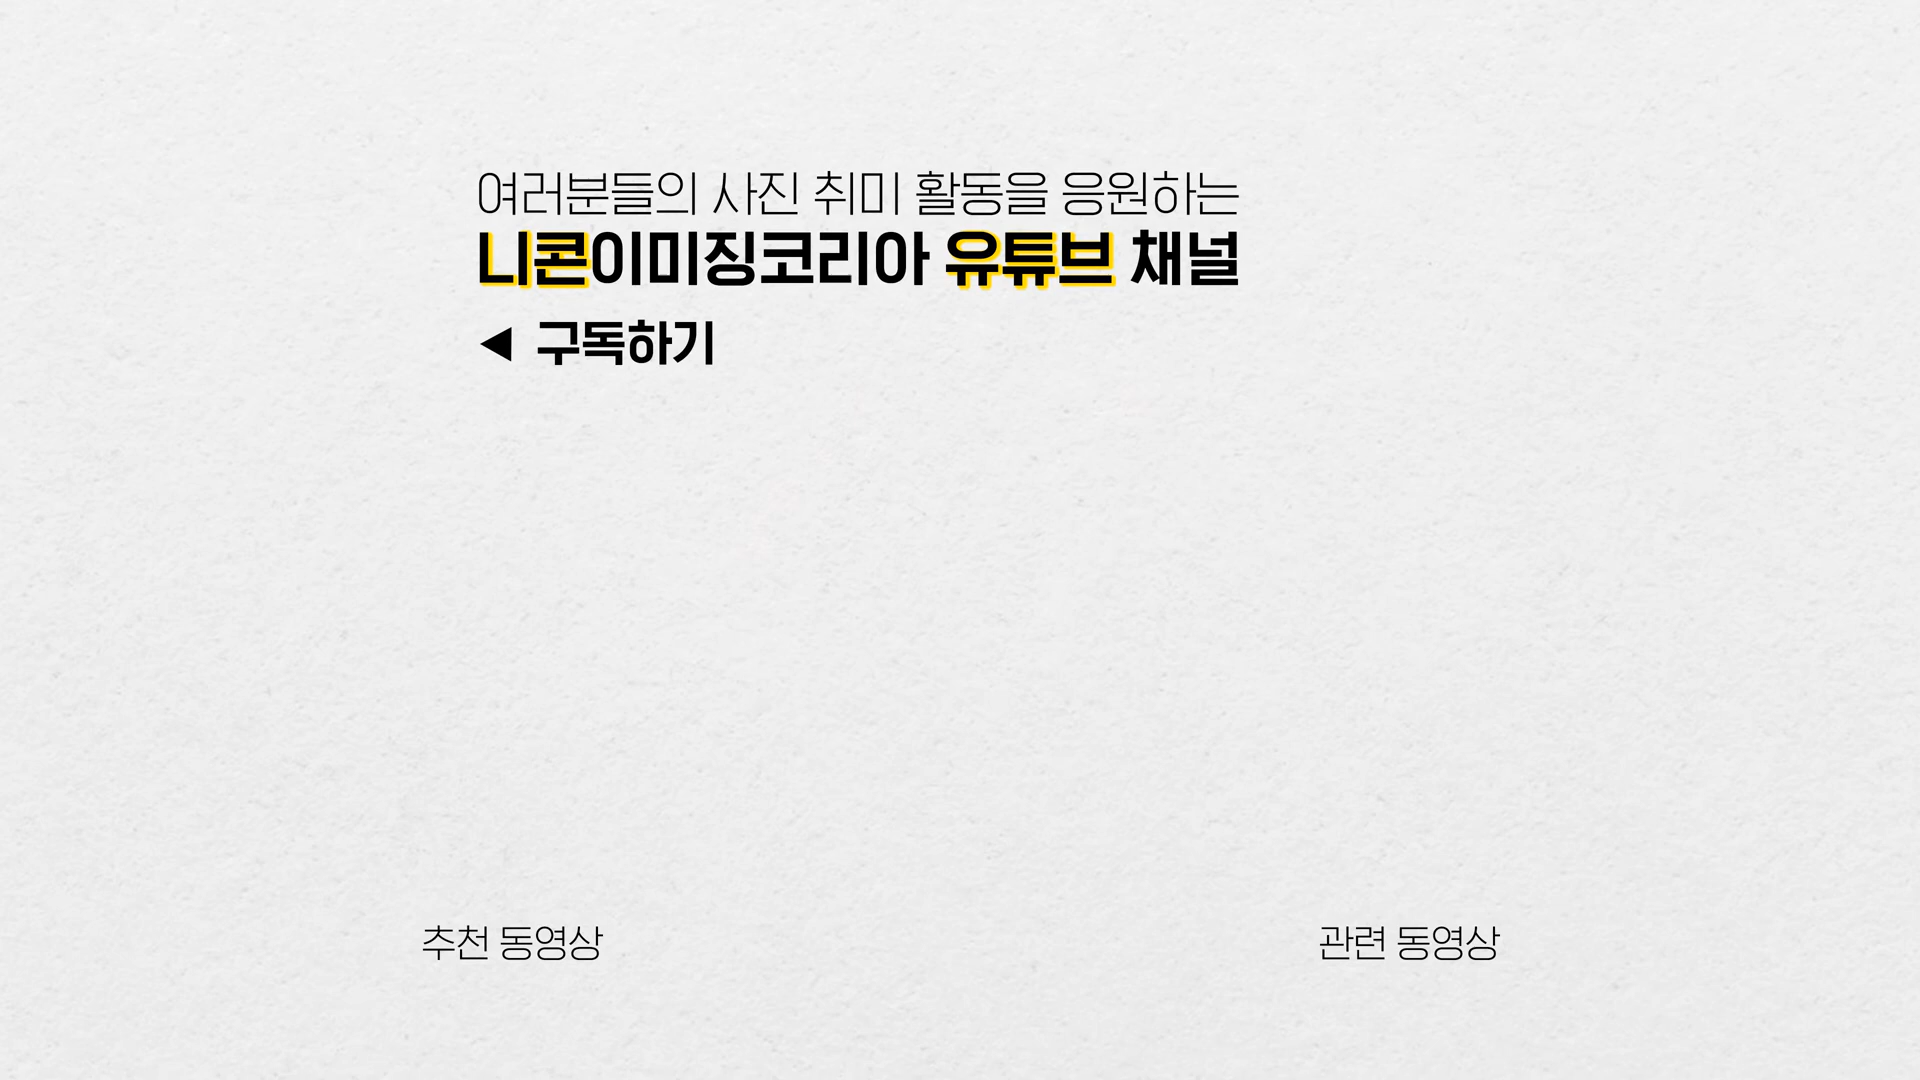 여러분들의 사진 취미 활동을 응원하는
니콘이미징코리아 유튜브 채널
◀ 구독하기
추천 동영상
관련 동영상